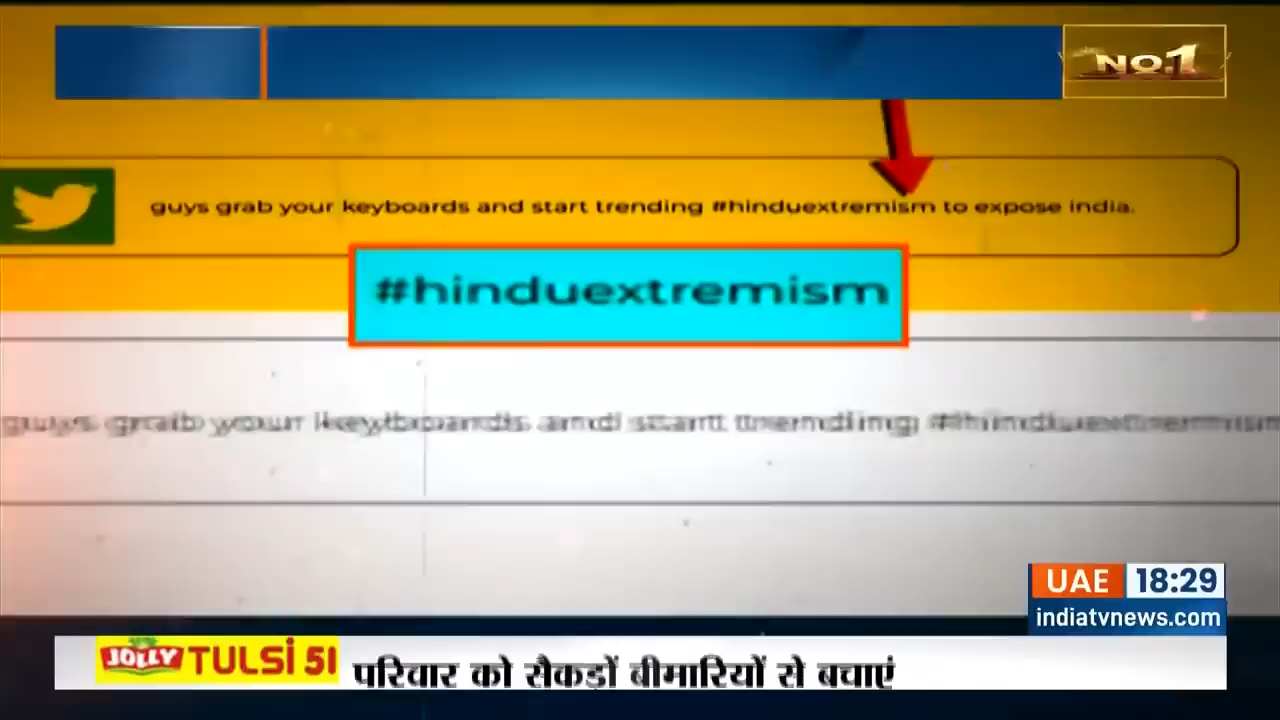 NO.1
guys grab your keyboards and start trending #hinduextremism to expose india.
#hinduextremism
guys grab your keyboards and start trending #hinduextremism
UAE 18:29
indiatvnews.com
JOLLY TULSI 51 परिवार को सैकड़ों बीमारियों से बचाएं